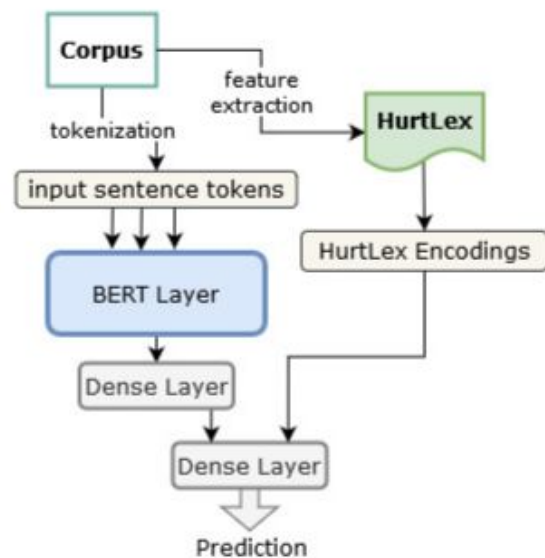 Corpus
feature
extraction
tokenization
HurtLex
input sentence tokens
HurtLex Encodings
BERT Layer
Dense Layer
Dense Layer
Prediction